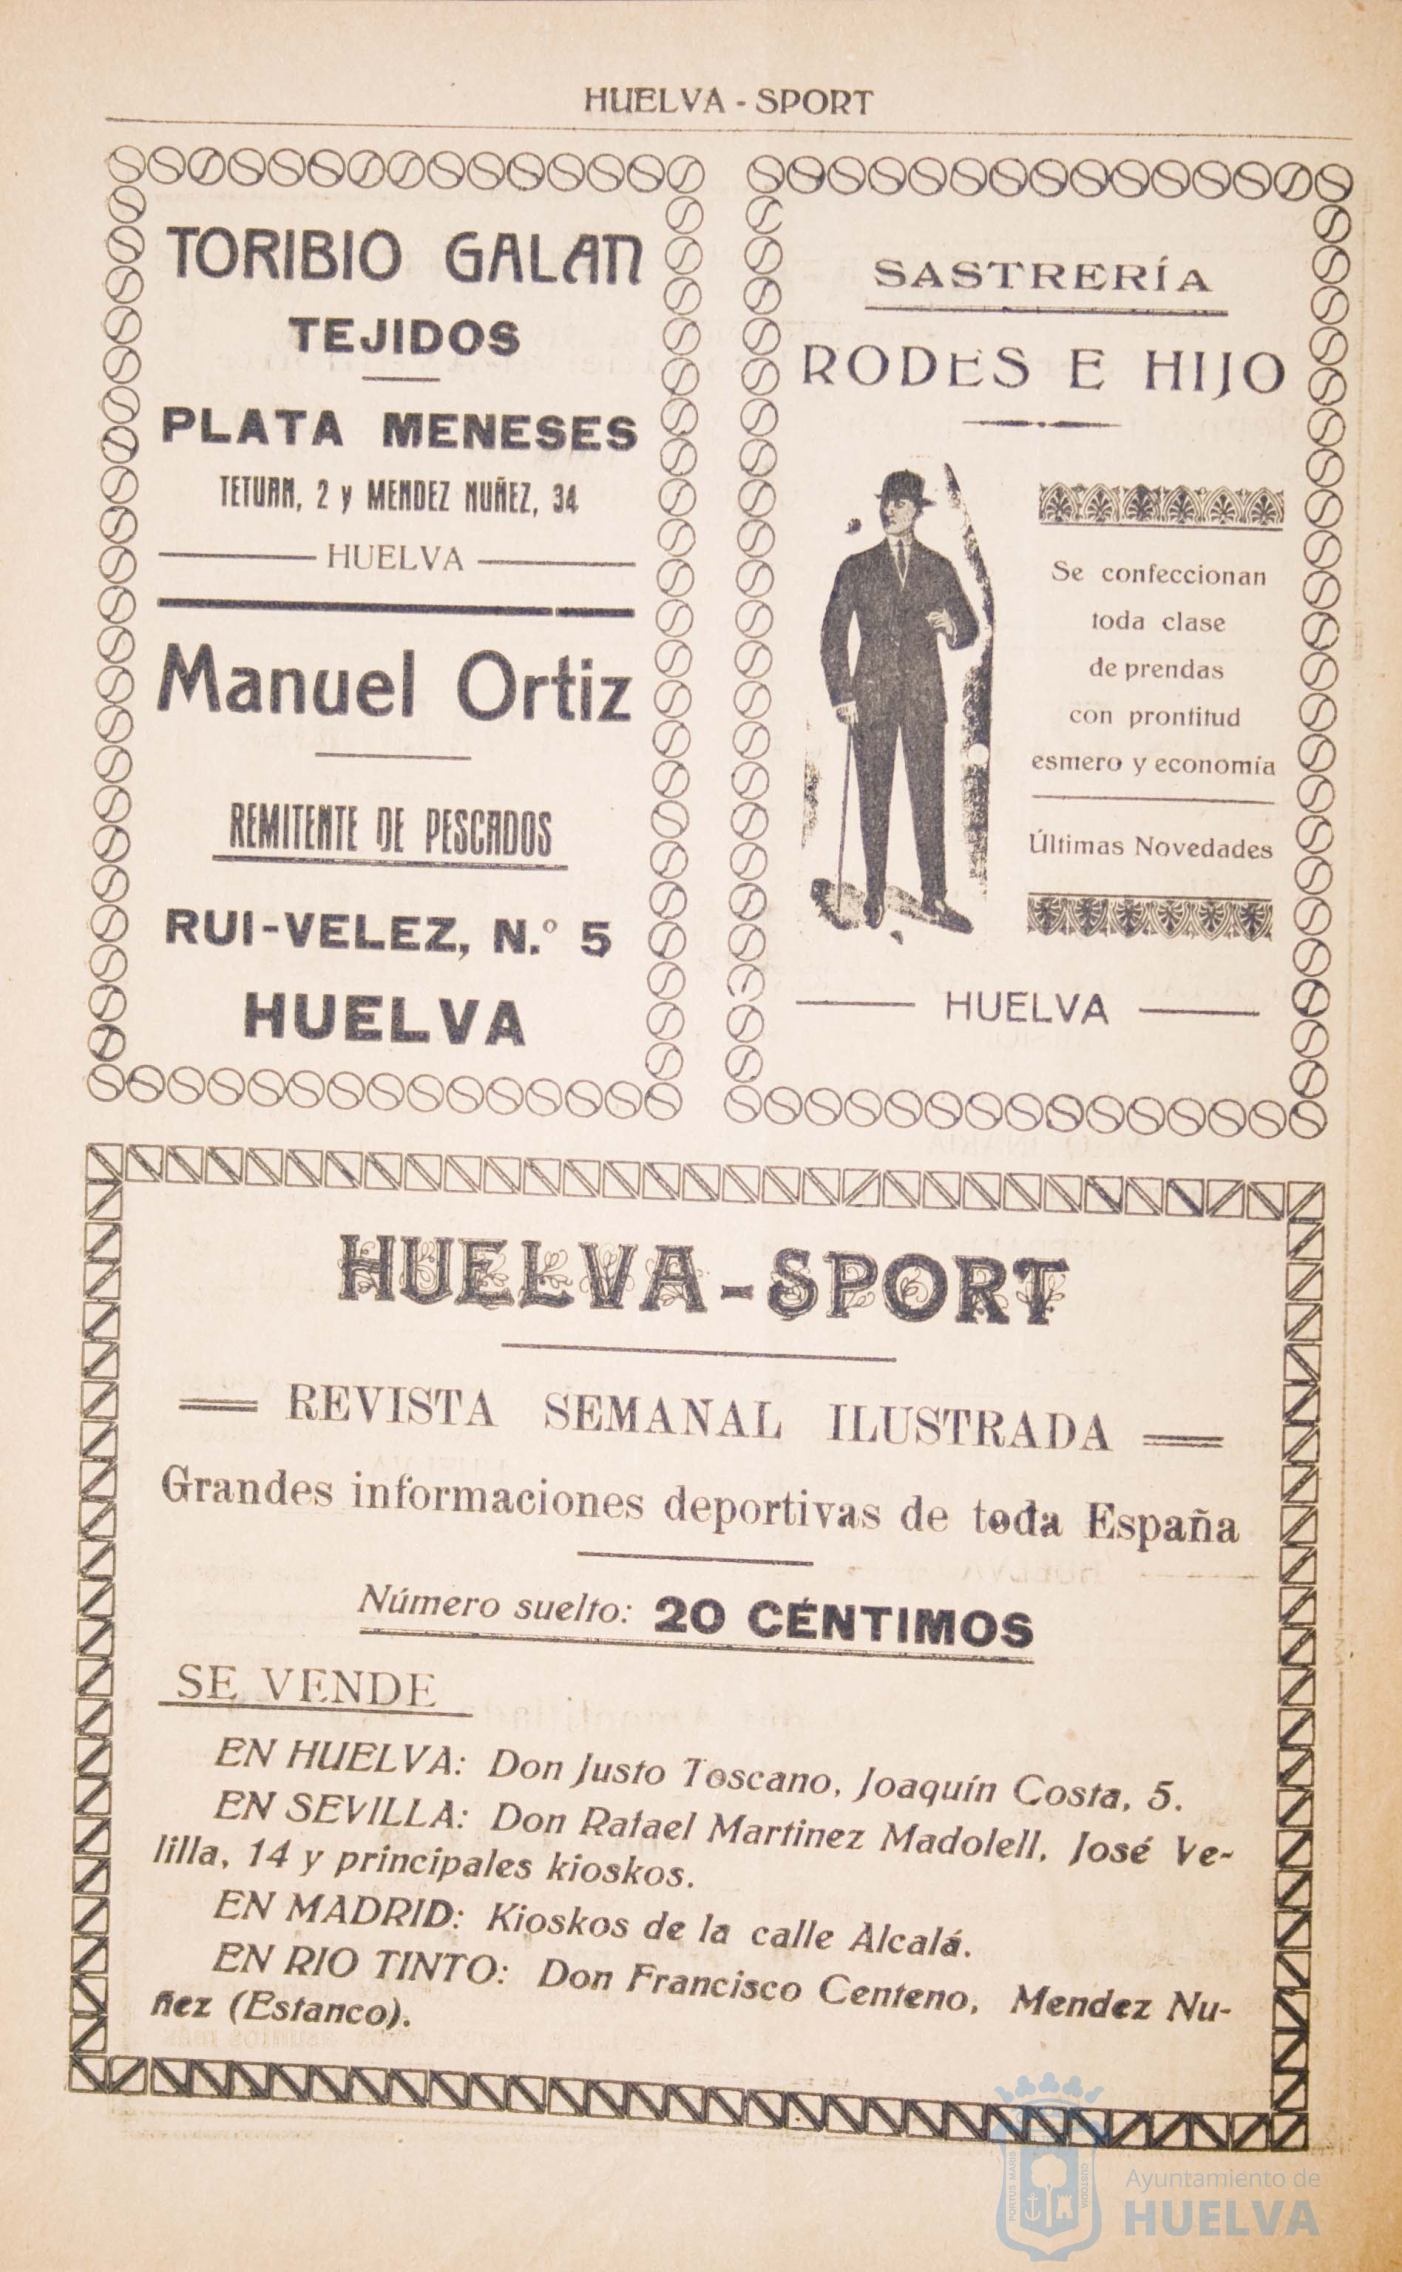 HUELVA - SPORT
TORIBIO GALAN
TEJIDOS
PLATA MENESES
TETUAN, 2 y MENDEZ NUÑEZ, 34
HUELVA
Manuel Ortiz
REMITENTE DE PESCADOS
RUI-VELEZ, N.º 5
HUELVA
SASTRERÍA
RODES E HIJO
Se confeccionan
toda clase
de prendas
con prontitud
esmero y economía
Últimas Novedades
HUELVA
HUELVA-SPORT
REVISTA SEMANAL ILUSTRADA
Grandes informaciones deportivas de toda España
Número suelto: 20 CÉNTIMOS
SE VENDE
EN HUELVA: Don Justo Toscano, Joaquín Costa, 5.
EN SEVILLA: Don Rafael Martinez Madolell, José Ve-
lilla, 14 y principales kioskos.
EN MADRID: Kioskos de la calle Alcalá.
EN RIO TINTO: Don Francisco Centeno, Mendez Nu-
ñez (Estanco).
PORTUS MARIS
CUSTODIA
Ayuntamiento de
HUELVA